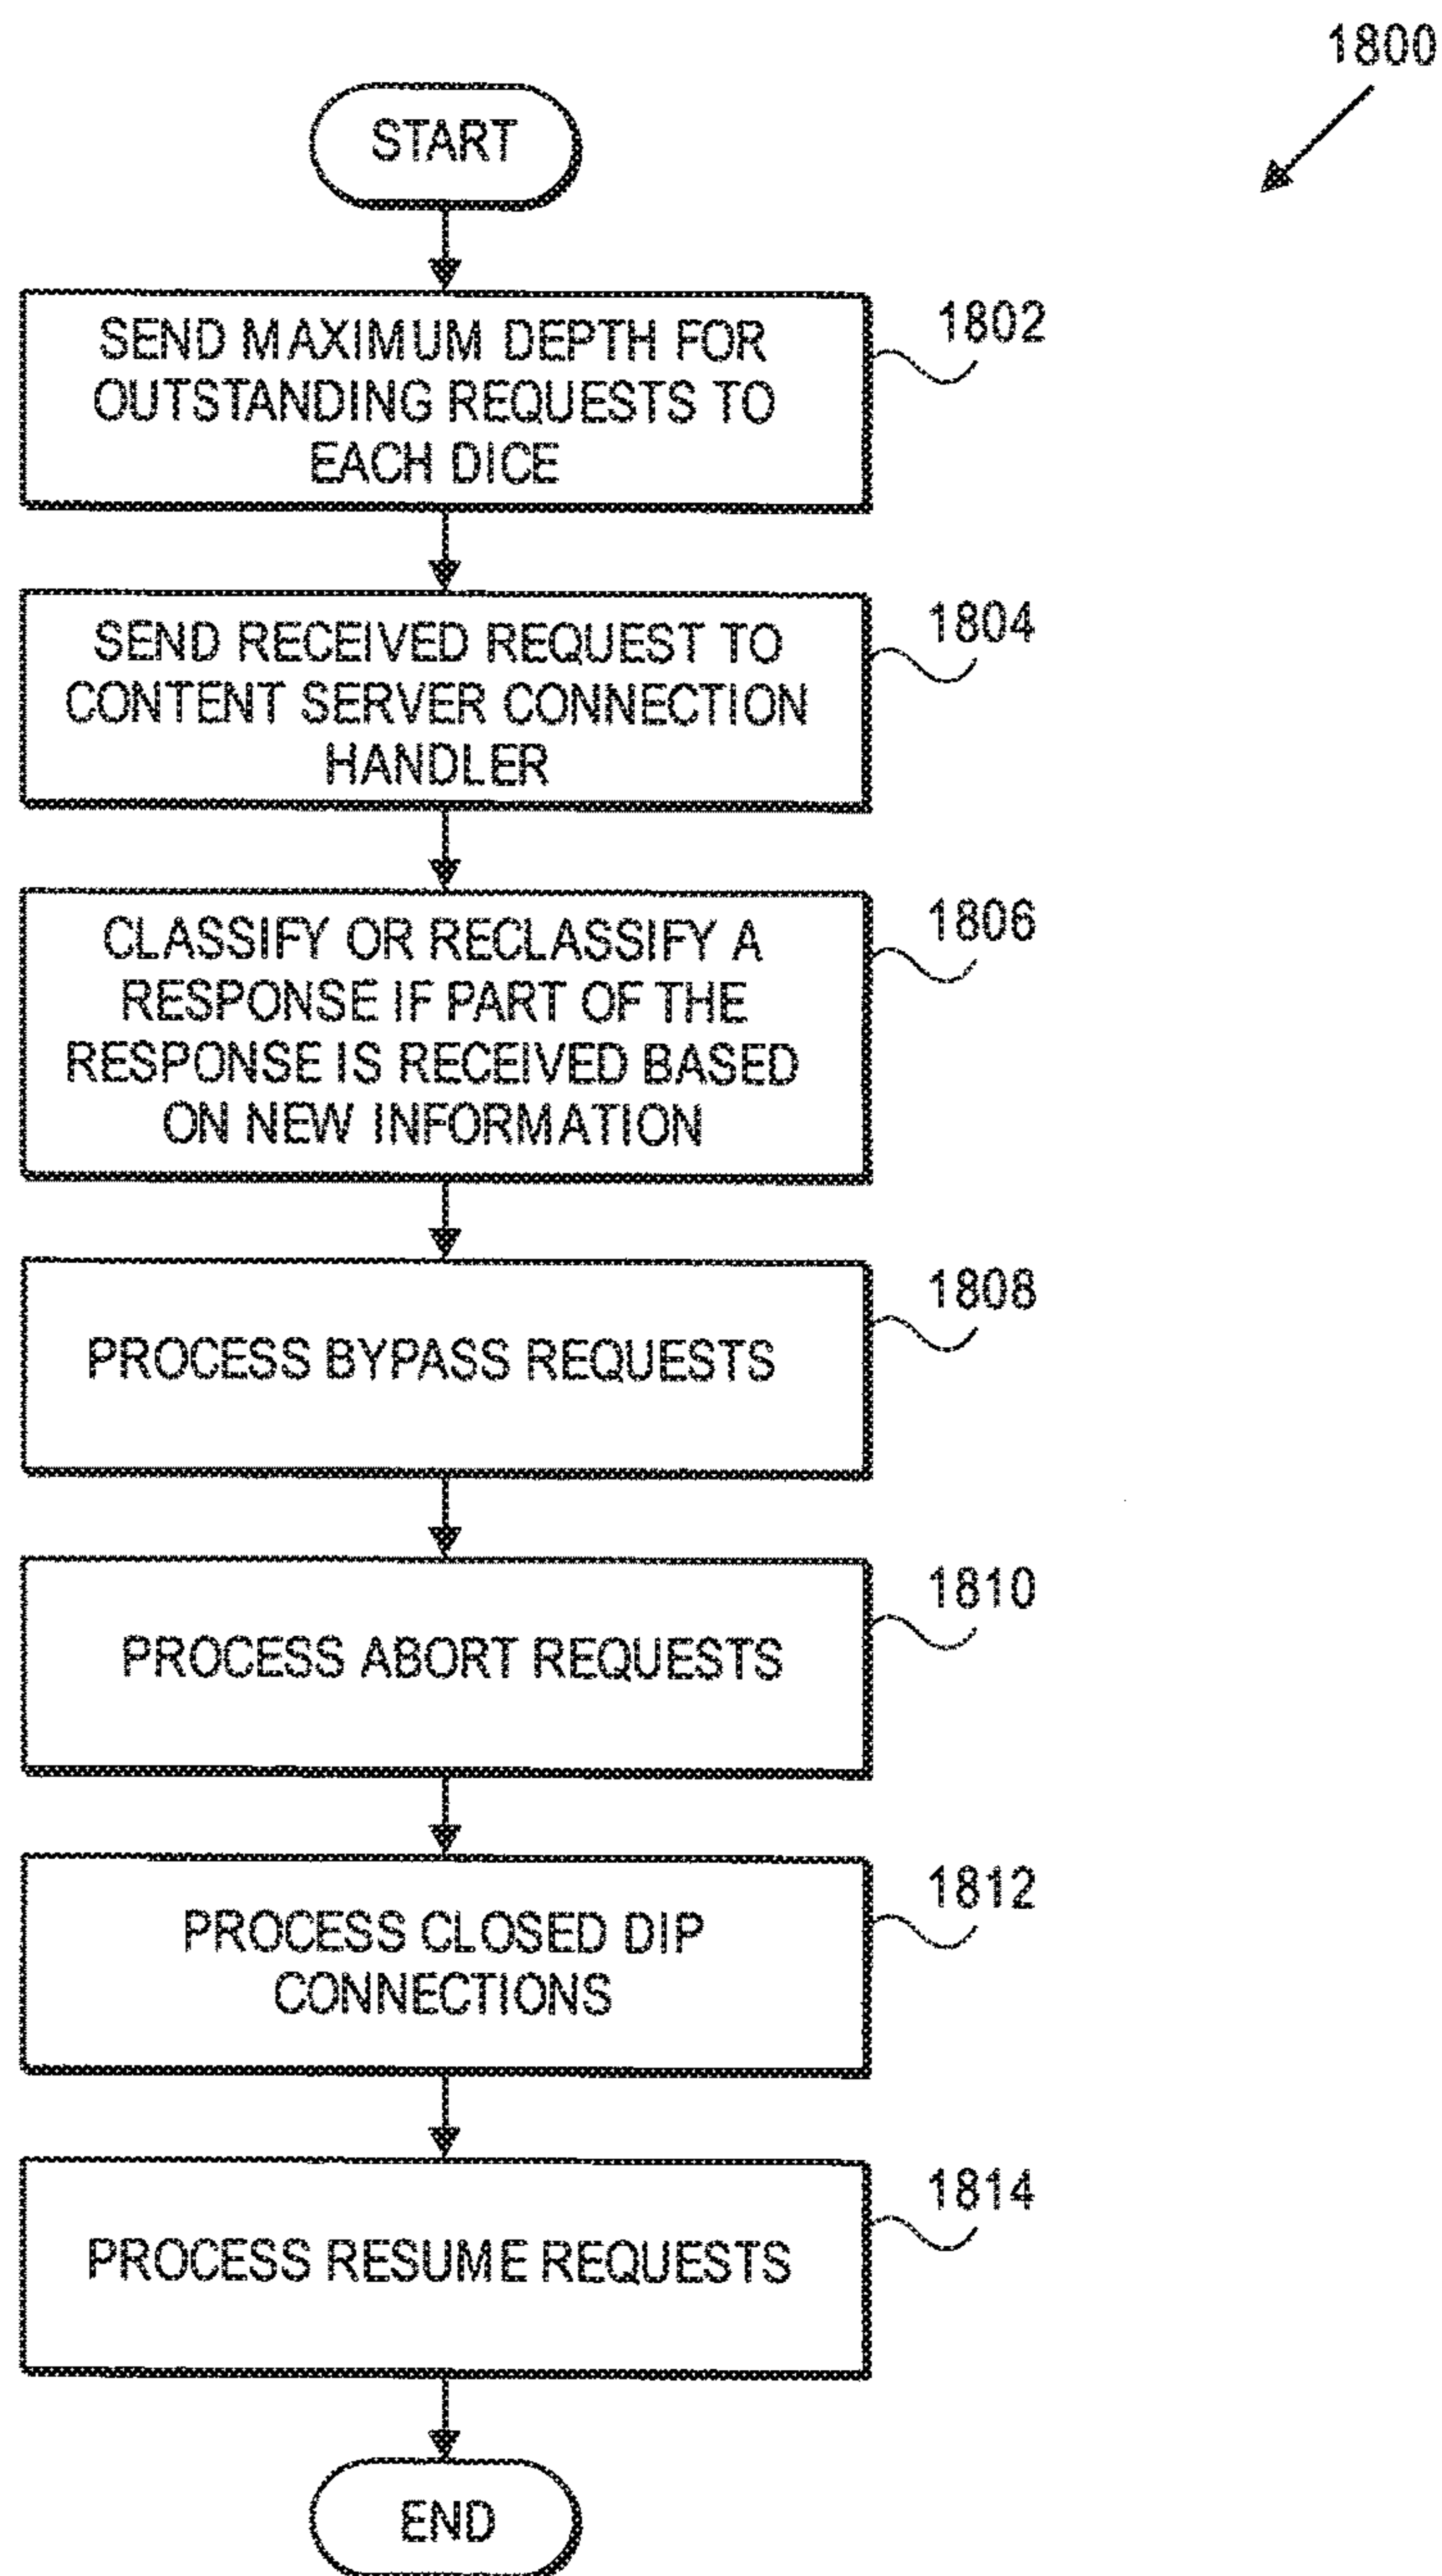 1800
START
SEND MAXIMUM DEPTH FOR
OUTSTANDING REQUESTS TO
EACH DICE
1802
SEND RECEIVED REQUEST TO
CONTENT SERVER CONNECTION
HANDLER
1804
CLASSIFY OR RECLASSIFY A
RESPONSE IF PART OF THE
RESPONSE IS RECEIVED BASED
ON NEW INFORMATION
1806
PROCESS BYPASS REQUESTS
1808
PROCESS ABORT REQUESTS
1810
PROCESS CLOSED DIP
CONNECTIONS
1812
PROCESS RESUME REQUESTS
1814
END